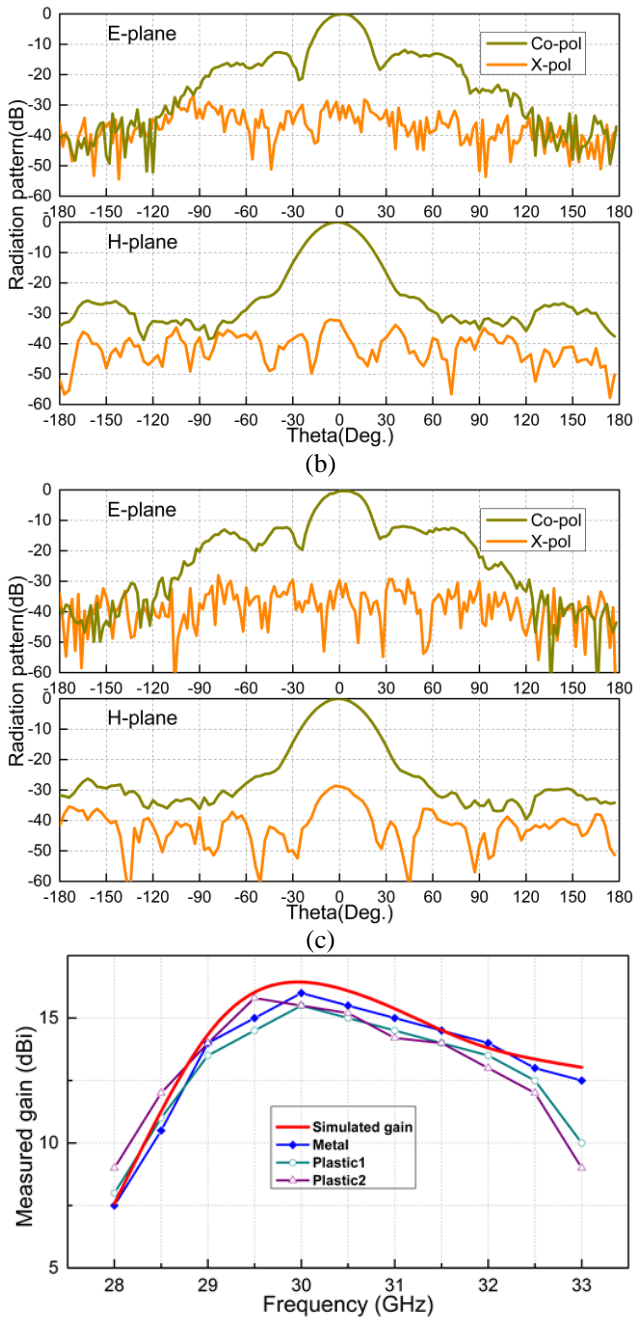 0
E-plane
Co-pol
X-pol
-10
-20
-30
-40
-50
-60
-180 -150 -120 -90 -60 -30 0 30 60 90 120 150 180
Radiation pattern(dB)
0
H-plane
-10
-20
-30
-40
-50
-60
-180 -150 -120 -90 -60 -30 0 30 60 90 120 150 180
Theta(Deg.)
(b)
0
E-plane
Co-pol
X-pol
-10
-20
-30
-40
-50
-60
-180 -150 -120 -90 -60 -30 0 30 60 90 120 150 180
Radiation pattern(dB)
0
H-plane
-10
-20
-30
-40
-50
-60
-180 -150 -120 -90 -60 -30 0 30 60 90 120 150 180
Theta(Deg.)
(c)
15
10
5
Measured gain (dBi)
Simulated gain
Metal
Plastic1
Plastic2
28 29 30 31 32 33
Frequency (GHz)